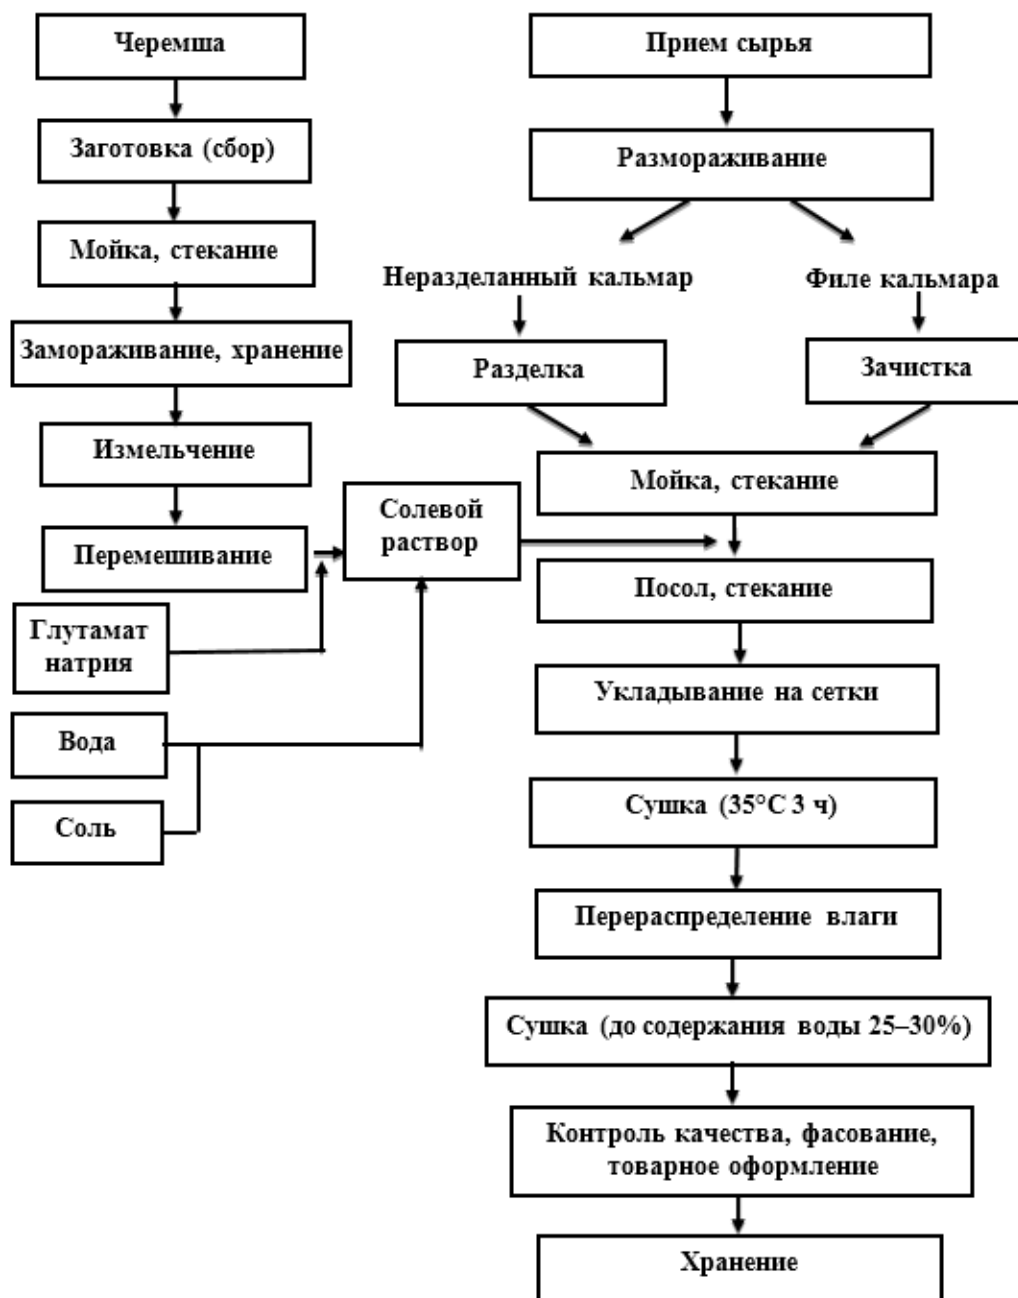 Черемша
Заготовка (сбор)
Мойка, стекание
Замораживание, хранение
Измельчение
Перемешивание
Глутамат
натрия
Вода
Соль
Солевой
раствор
Прием сырья
Размораживание
Неразделанный кальмар
Филе кальмара
Разделка
Зачистка
Мойка, стекание
Посол, стекание
Укладывание на сетки
Сушка (35°С 3 ч)
Перераспределение влаги
Сушка (до содержания воды 25–30%)
Контроль качества, фасование,
товарное оформление
Хранение